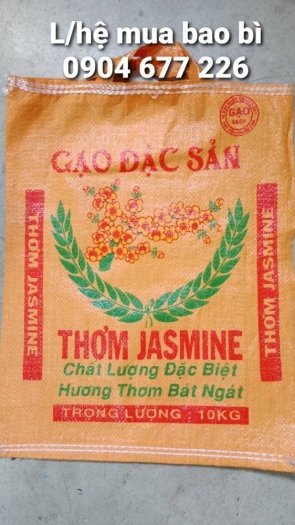 L/hệ mua bao bì
0904 677 226
GẠO
GẠO ĐẶC SẢN
THƠM JASMINE
THƠM JASMINE
THƠM JASMINE
Chất Lượng Đặc Biệt
Hương Thơm Bát Ngát
TRỌNG LƯỢNG : 10KG